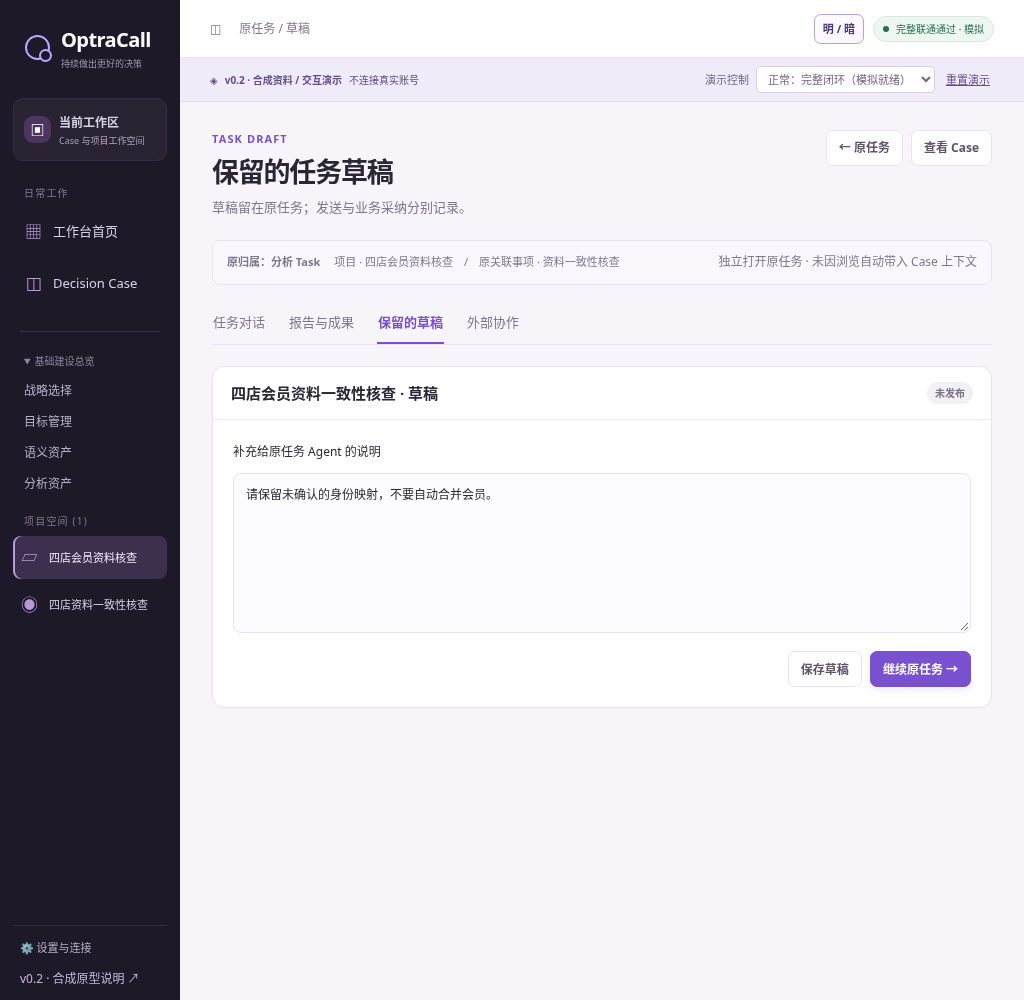 OptraCall
持续做出更好的决策
当前工作区
Case 与项目工作空间
日常工作
工作台首页
Decision Case
▼ 基础建设总览
战略选择
目标管理
语义资产
分析资产
项目空间 (1)
四店会员资料核查
四店资料一致性核查
设置与连接
v0.2 · 合成原型说明 ↗
原任务 / 草稿
明 / 暗
完整联通通过 · 模拟
◈ v0.2 · 合成资料 / 交互演示 不连接真实账号
演示控制
正常：完整闭环（模拟就绪）
重置演示
TASK DRAFT
保留的任务草稿
草稿留在原任务；发送与业务采纳分别记录。
← 原任务
查看 Case
原归属：分析 Task 项目 · 四店会员资料核查 / 原关联事项 · 资料一致性核查
独立打开原任务 · 未因浏览自动带入 Case 上下文
任务对话 报告与成果 保留的草稿 外部协作
四店会员资料一致性核查 · 草稿
未发布
补充给原任务 Agent 的说明
请保留未确认的身份映射，不要自动合并会员。
保存草稿
继续原任务 →